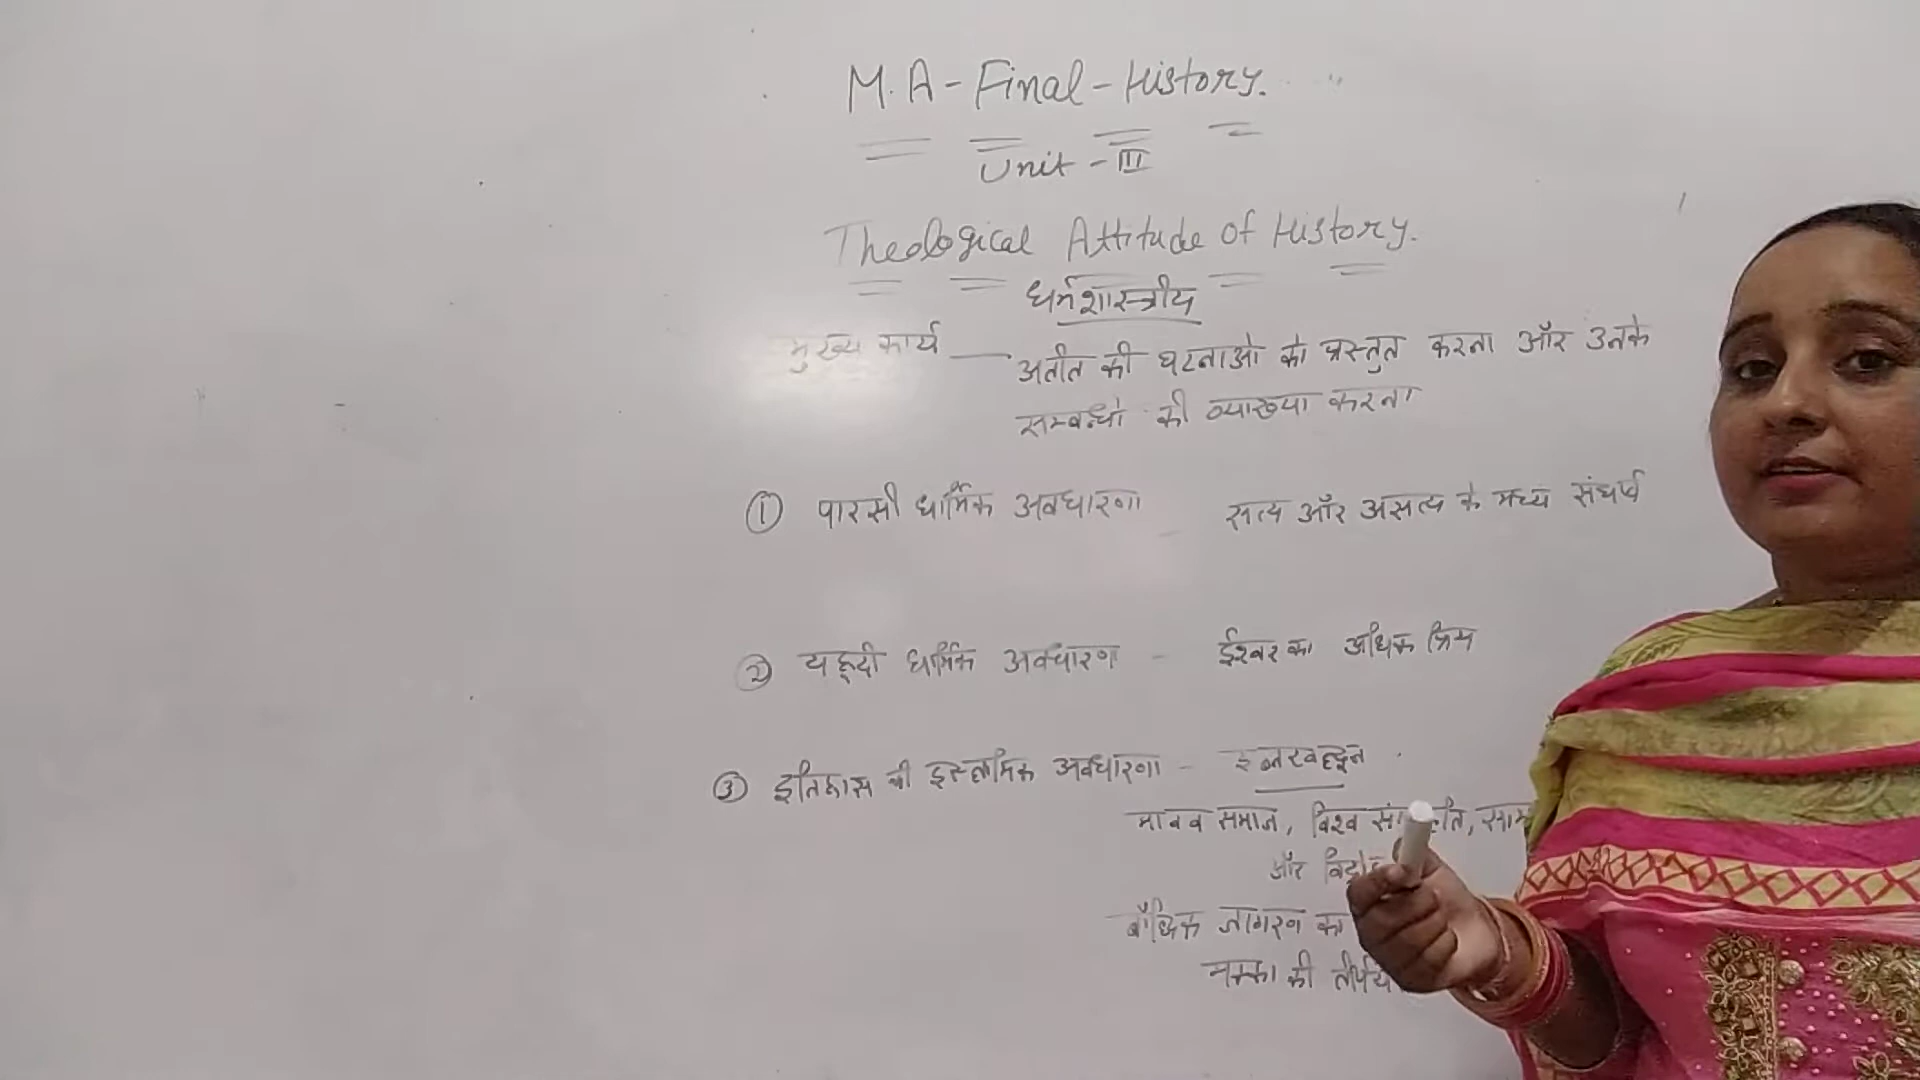 M.A - Final - History.
Unit - III
Theological Attitude of History.
धर्मशास्त्रीय
मुख्य कार्य — अतीत की घटनाओ को प्रस्तुत करना और उनके
सम्बन्धो की व्याख्या करना
① पारसी धार्मिक अवधारणा - सत्य और असत्य के मध्य संघर्ष
② यहूदी धार्मिक अवधारणा - ईश्वर का अधिक प्रिय
③ इतिहास की इस्लामिक अवधारणा -
मानव समाज, विश्व
और
बौधिक जागरण का
मक्का की